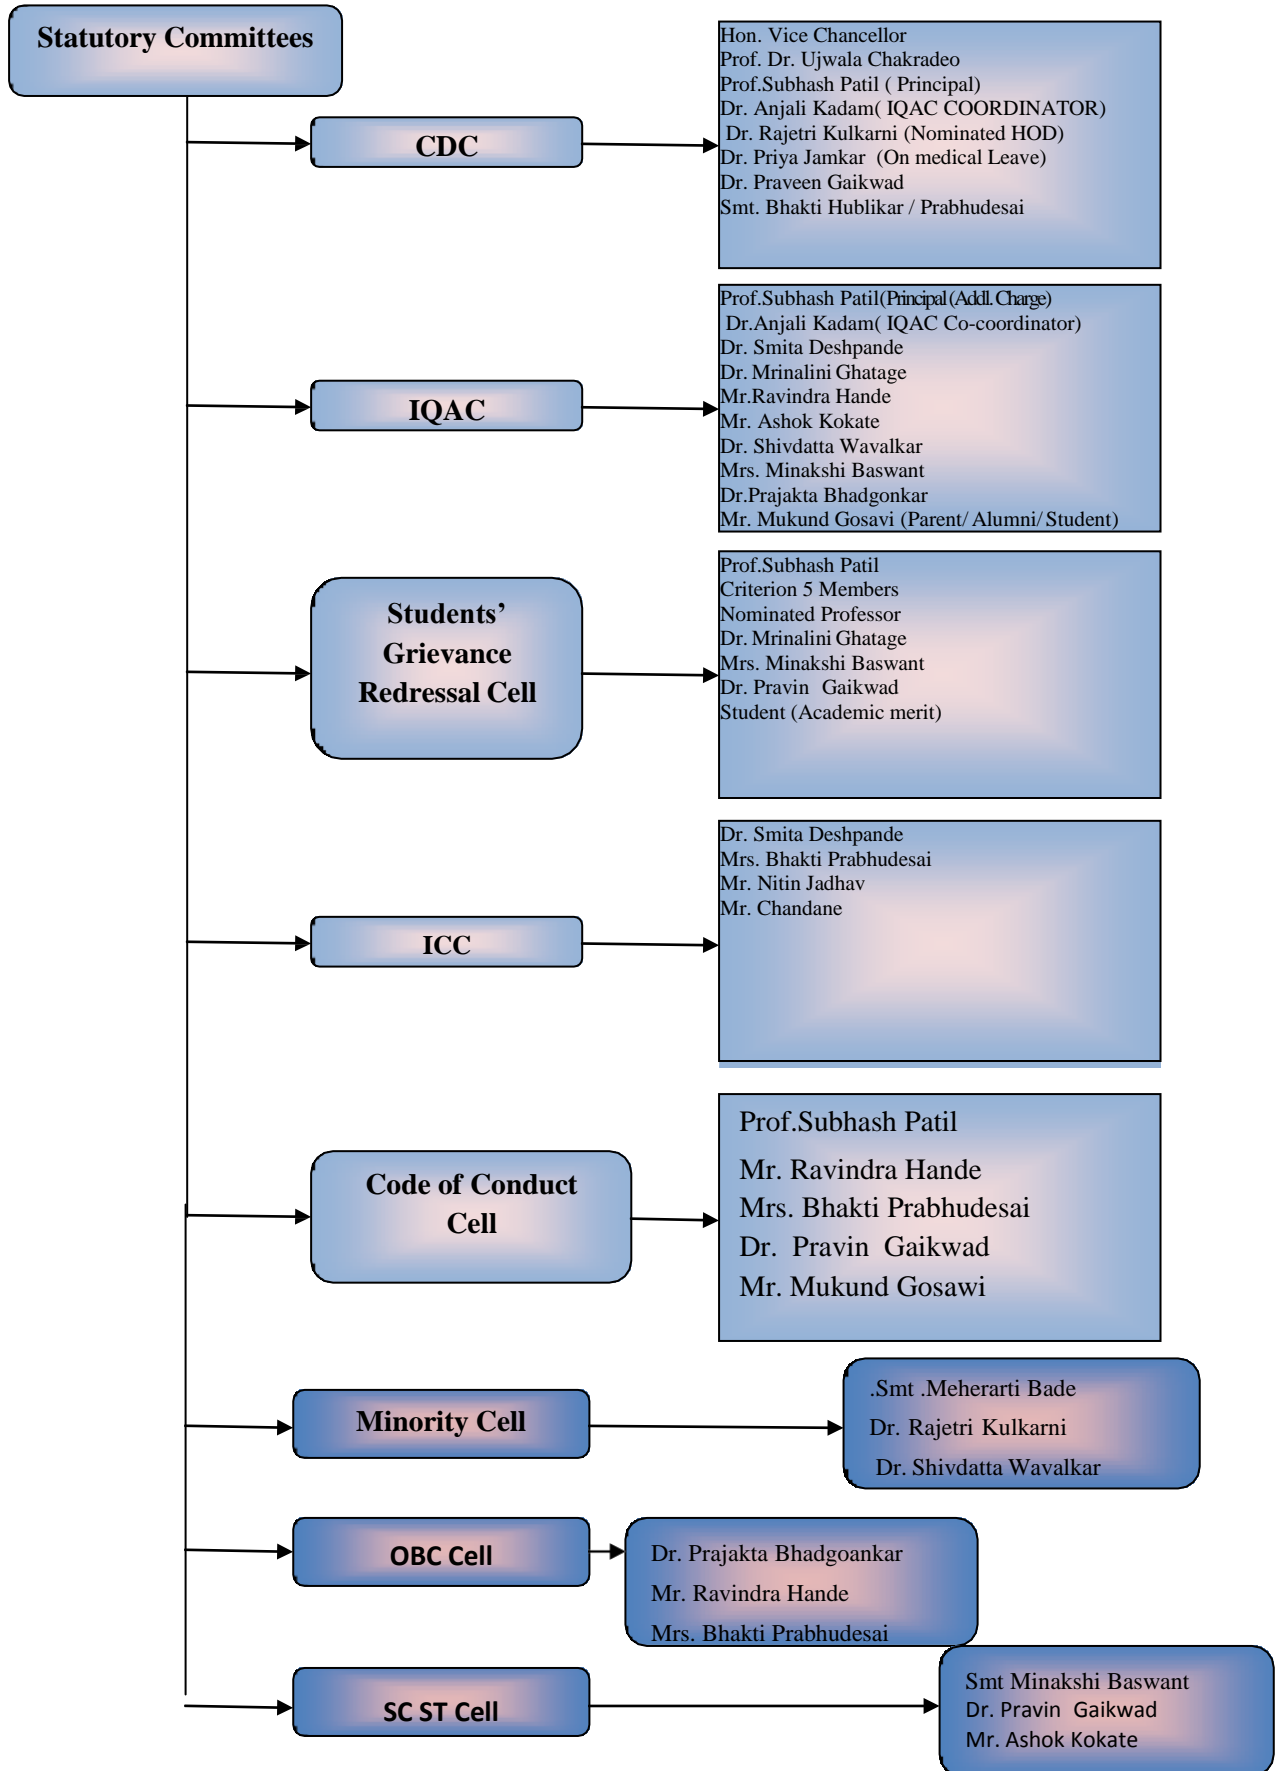 Statutory Committees
CDC
Hon. Vice Chancellor
Prof. Dr. Ujwala Chakradeo
Prof.Subhash Patil ( Principal)
Dr. Anjali Kadam( IQAC COORDINATOR)
Dr. Rajetri Kulkarni (Nominated HOD)
Dr. Priya Jamkar (On medical Leave)
Dr. Praveen Gaikwad
Smt. Bhakti Hublikar / Prabhudesai
IQAC
Prof.Subhash Patil(Principal (Addl. Charge)
Dr.Anjali Kadam( IQAC Co-coordinator)
Dr. Smita Deshpande
Dr. Mrinalini Ghatage
Mr.Ravindra Hande
Mr. Ashok Kokate
Dr. Shivdatta Wavalkar
Mrs. Minakshi Baswant
Dr.Prajakta Bhadgonkar
Mr. Mukund Gosavi (Parent/ Alumni/ Student)
Students’
Grievance
Redressal Cell
Prof.Subhash Patil
Criterion 5 Members
Nominated Professor
Dr. Mrinalini Ghatage
Mrs. Minakshi Baswant
Dr. Pravin Gaikwad
Student (Academic merit)
ICC
Dr. Smita Deshpande
Mrs. Bhakti Prabhudesai
Mr. Nitin Jadhav
Mr. Chandane
Code of Conduct
Cell
Prof.Subhash Patil
Mr. Ravindra Hande
Mrs. Bhakti Prabhudesai
Dr. Pravin Gaikwad
Mr. Mukund Gosawi
Minority Cell
.Smt .Meherarti Bade
Dr. Rajetri Kulkarni
Dr. Shivdatta Wavalkar
OBC Cell
Dr. Prajakta Bhadgoankar
Mr. Ravindra Hande
Mrs. Bhakti Prabhudesai
SC ST Cell
Smt Minakshi Baswant
Dr. Pravin Gaikwad
Mr. Ashok Kokate